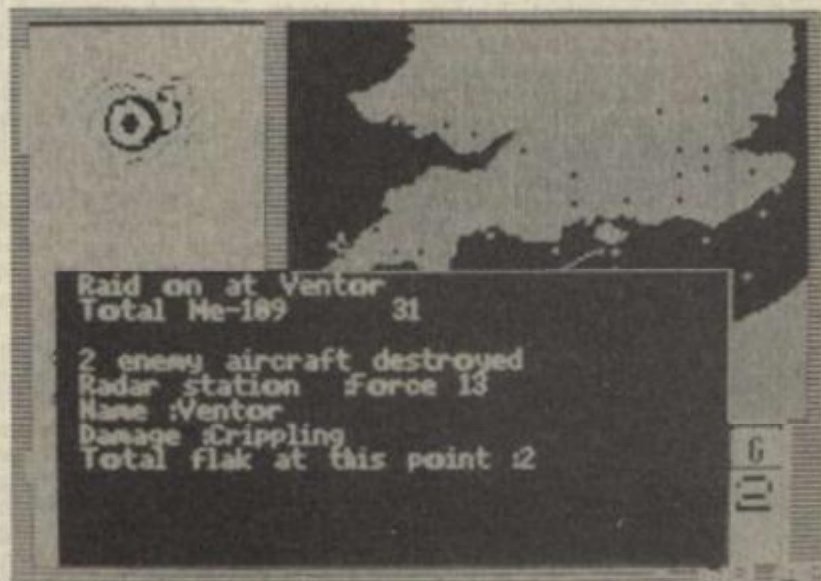 Raid on at Ventor
Total Me-109 31
2 enemy aircraft destroyed
Radar station :Force 13
Name :Ventor
Damage :Crippling
Total flak at this point :2
6